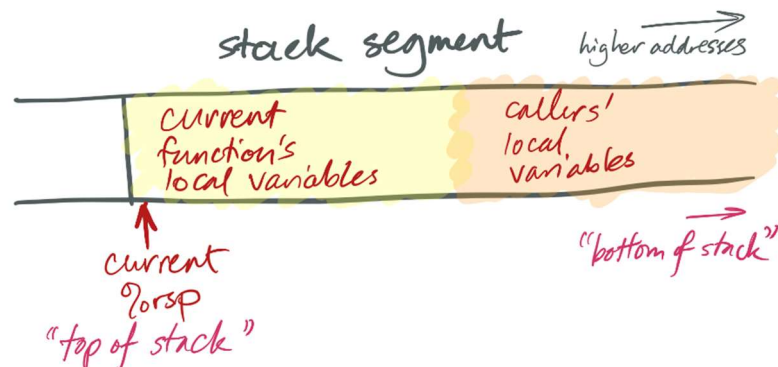 stack segment
higher addresses
current
function's
local variables
callers'
local
variables
current
%rsp
"top of stack"
"bottom of stack"